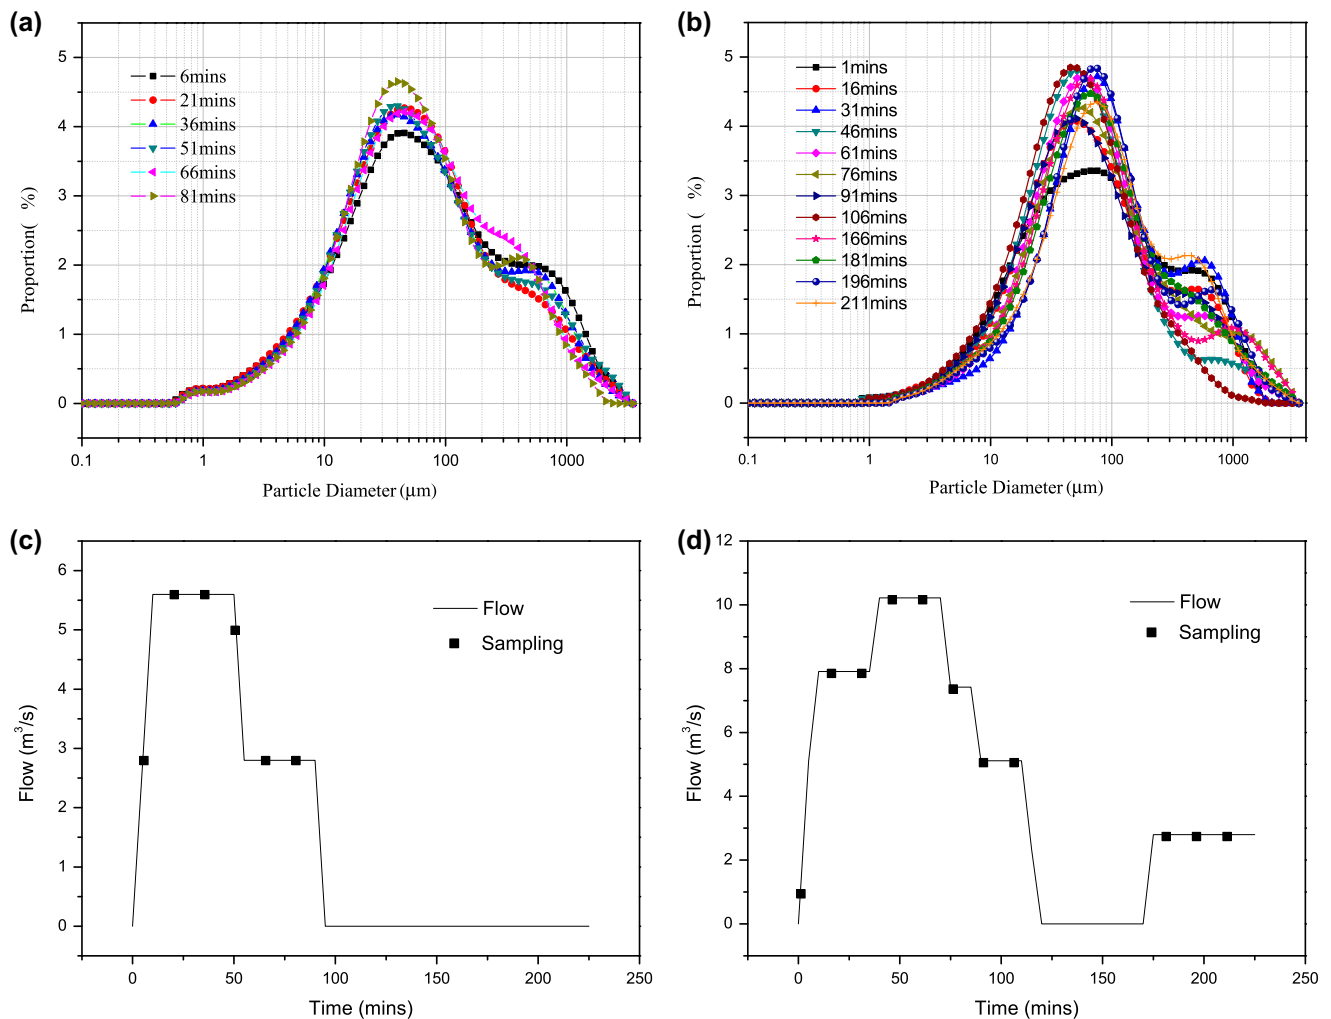 (a)
5
4
3
2
1
0
Proportion( %)
6mins
21mins
36mins
51mins
66mins
81mins
0.1 1 10 100 1000
Particle Diameter (μm)
(b)
5
4
3
2
1
0
Proportion( %)
1mins
16mins
31mins
46mins
61mins
76mins
91mins
106mins
166mins
181mins
196mins
211mins
0.1 1 10 100 1000
Particle Diameter (μm)
(c)
6
5
4
3
2
1
0
Flow (m³/s)
Flow
Sampling
0 50 100 150 200 250
Time (mins)
(d)
12
10
8
6
4
2
0
Flow (m³/s)
Flow
Sampling
0 50 100 150 200 250
Time (mins)